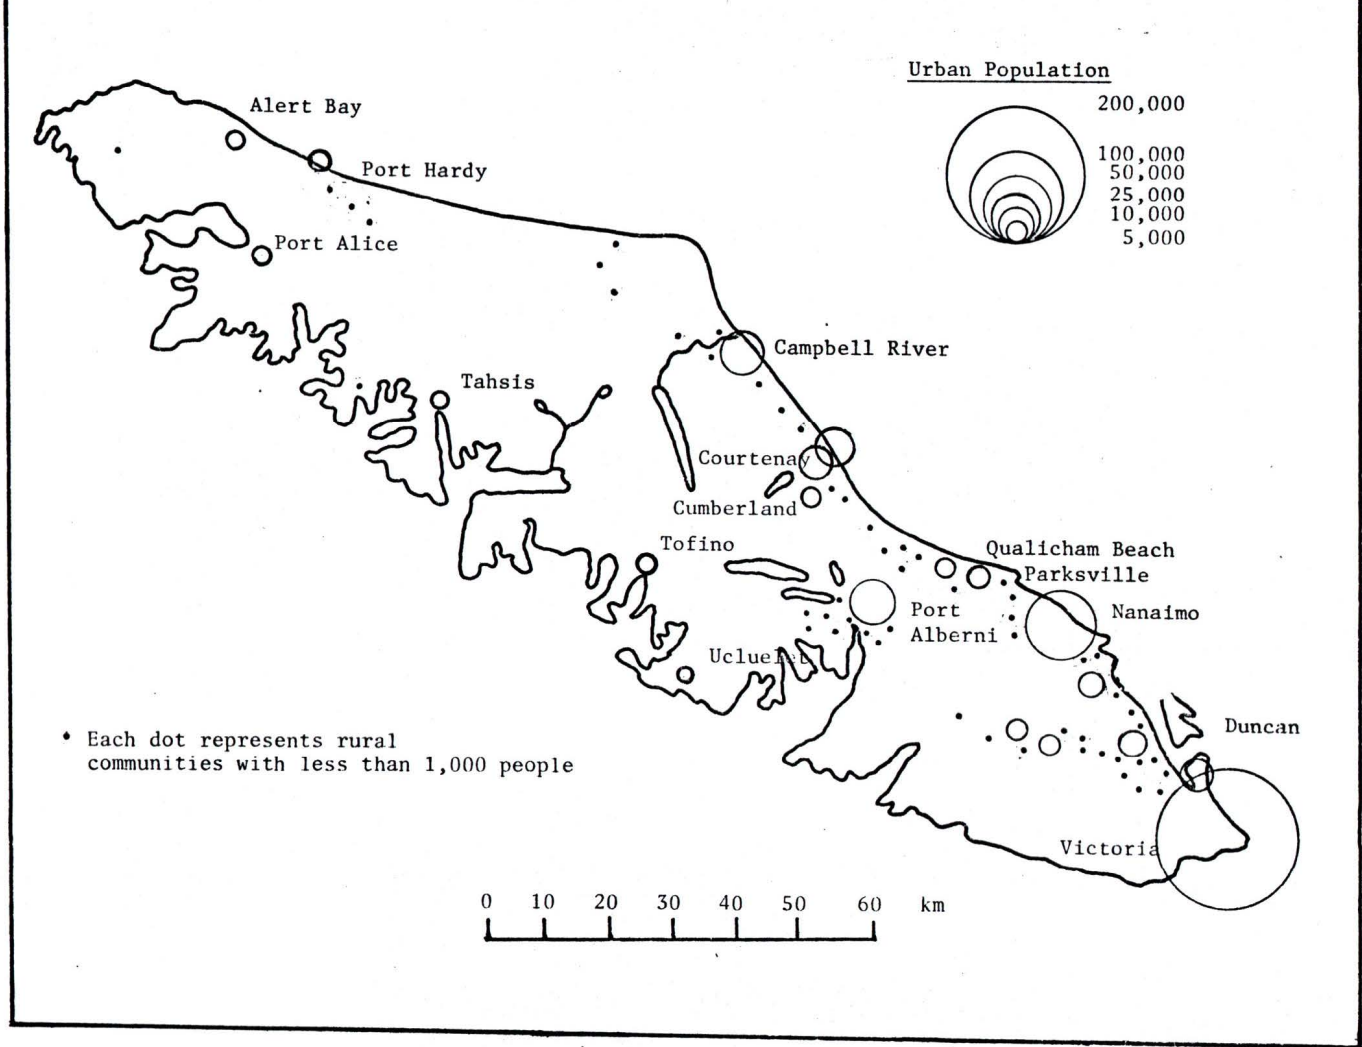 Urban Population
200,000
100,000
50,000
25,000
10,000
5,000
Alert Bay
Port Hardy
Port Alice
Campbell River
Tahsis
Courtenay
Cumberland
Tofino
Qualicham Beach
Parksville
Port
Alberni
Nanaimo
Ucluelet
Duncan
Victoria
Each dot represents rural
communities with less than 1,000 people
0 10 20 30 40 50 60 km